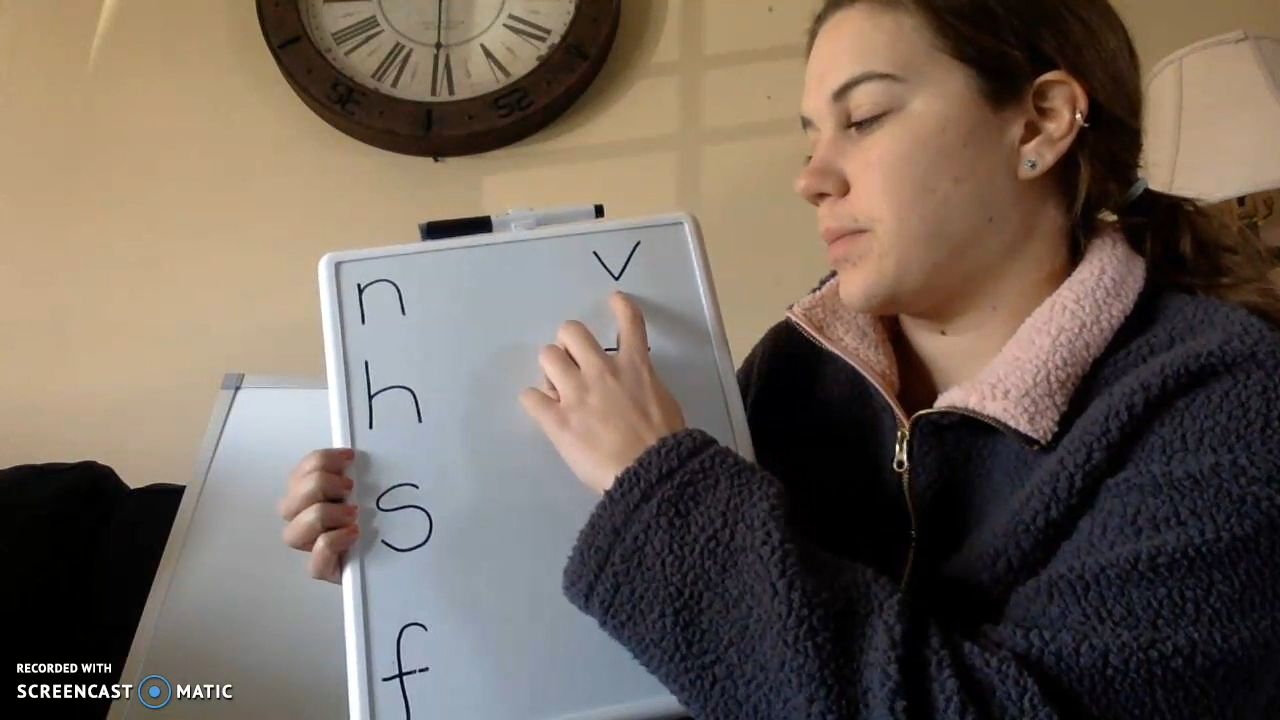 n v
h
s
f
RECORDED WITH
SCREENCAST MATIC